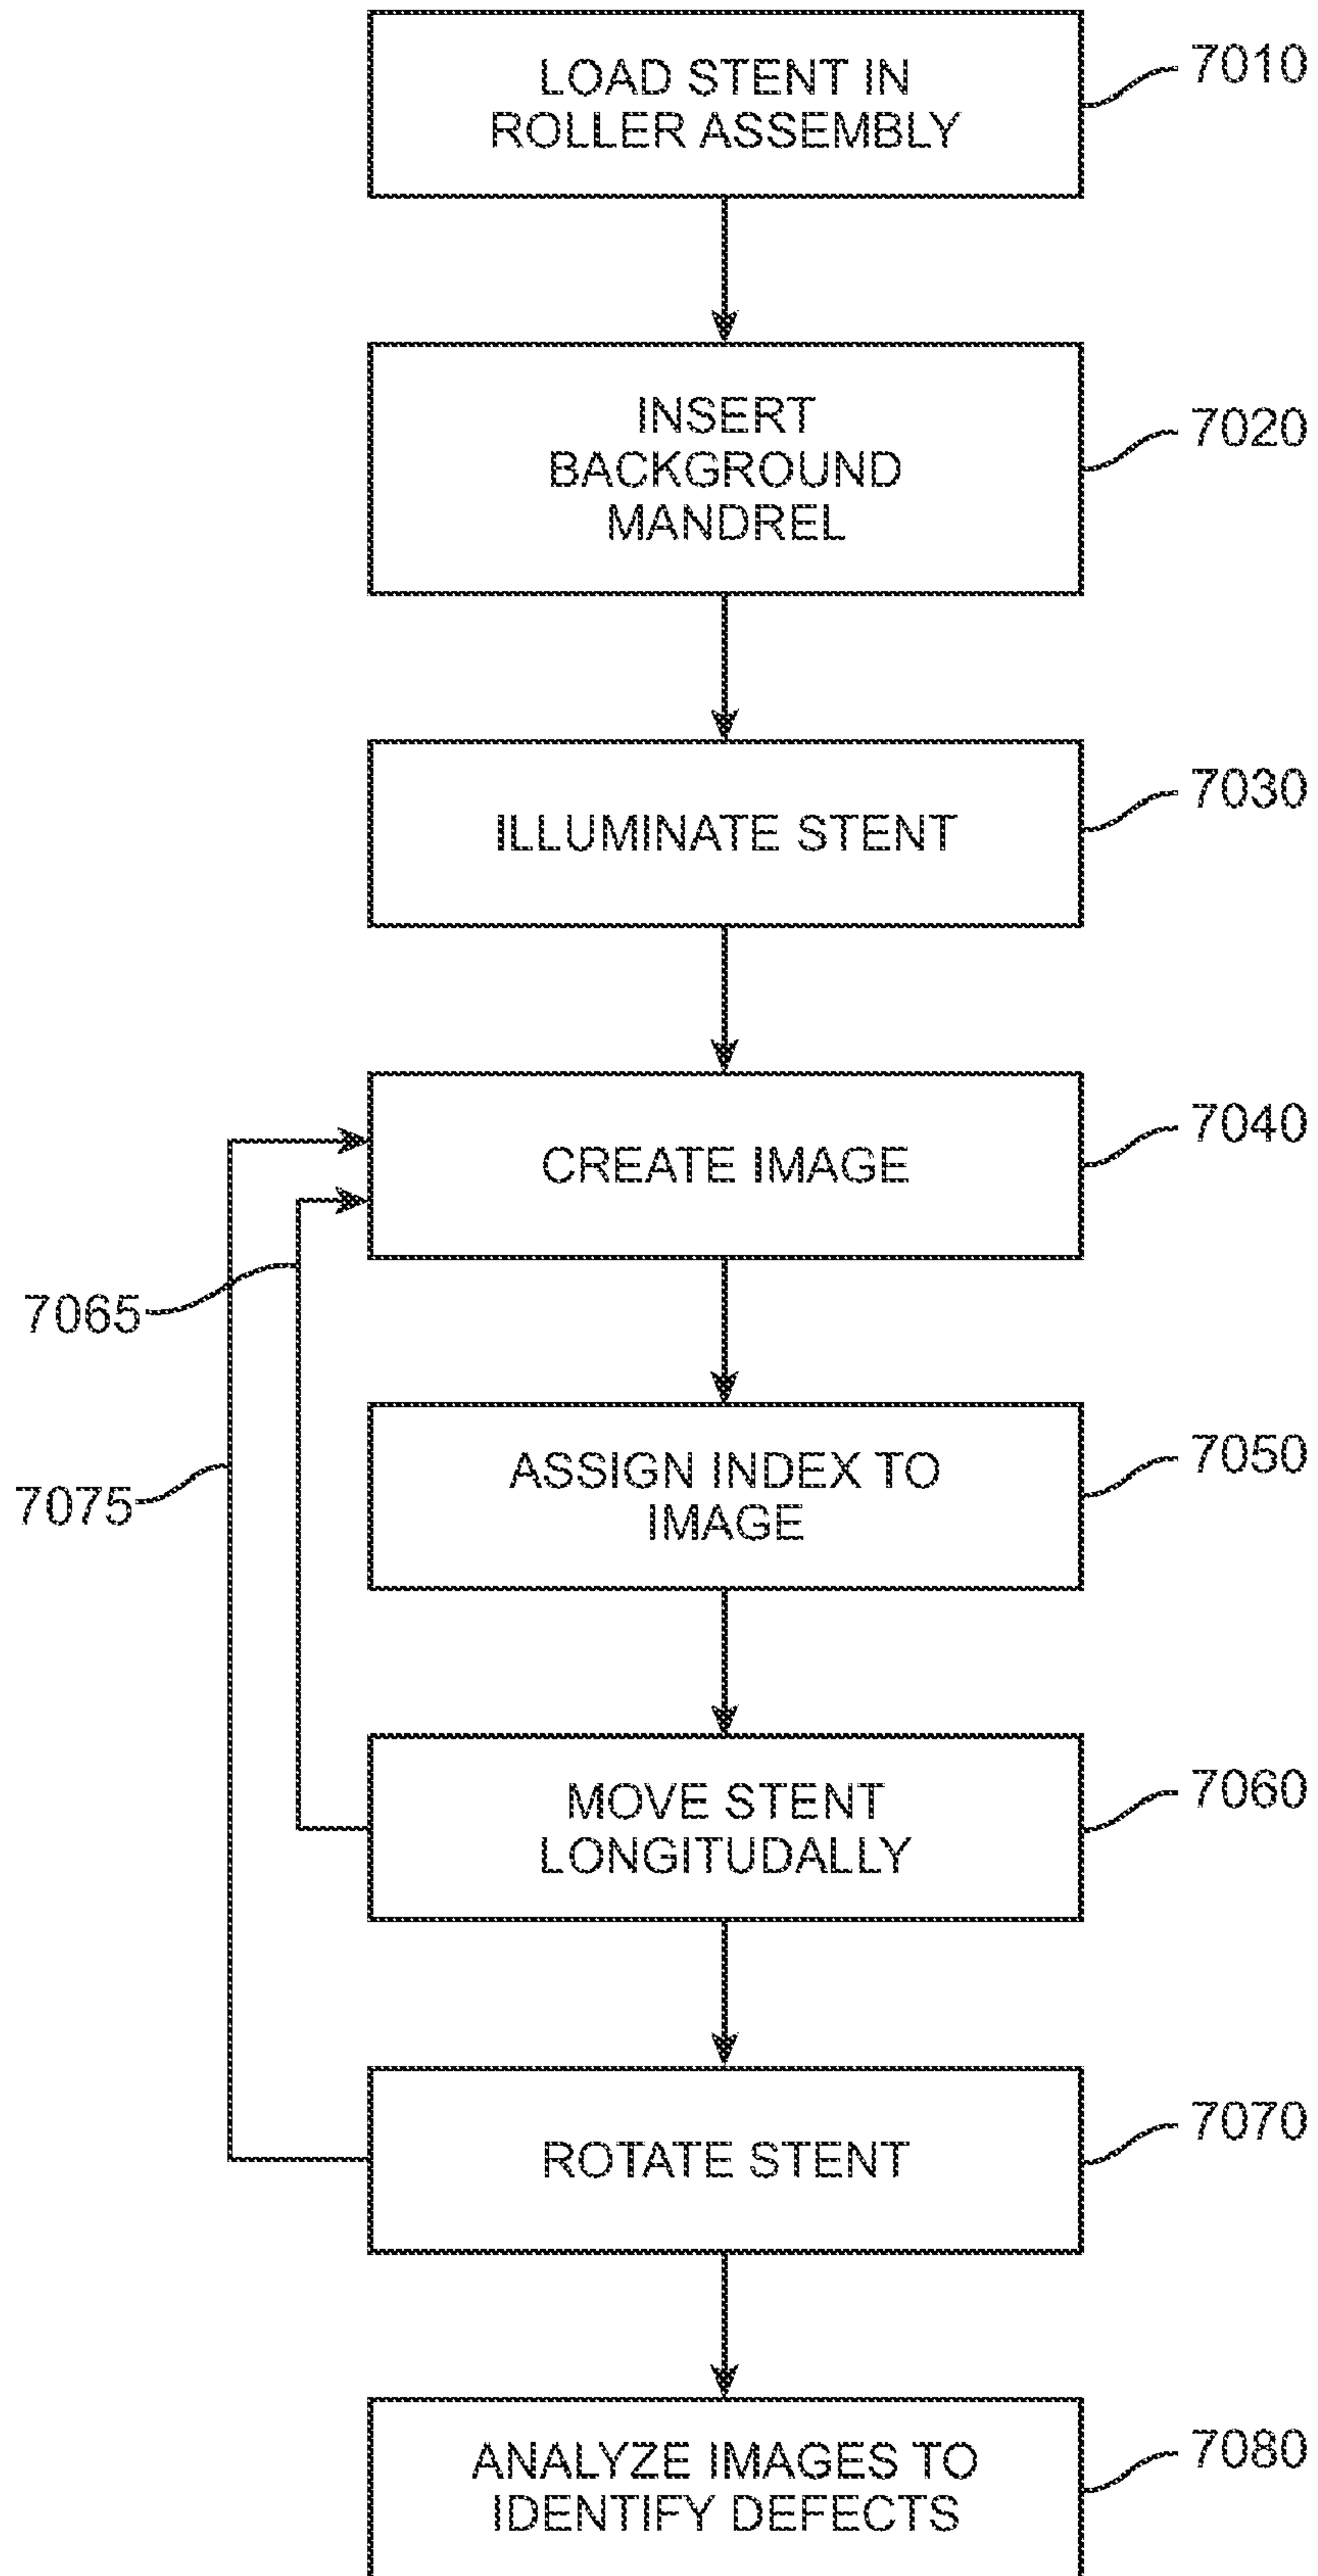 LOAD STENT IN
ROLLER ASSEMBLY
7010
INSERT
BACKGROUND
MANDREL
7020
ILLUMINATE STENT
7030
CREATE IMAGE
7040
7065
ASSIGN INDEX TO
IMAGE
7050
7075
MOVE STENT
LONGITUDALLY
7060
ROTATE STENT
7070
ANALYZE IMAGES TO
IDENTIFY DEFECTS
7080